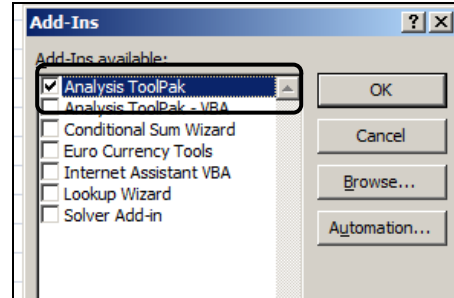 Add-Ins
Add-Ins available:
Analysis ToolPak
Analysis ToolPak - VBA
Conditional Sum Wizard
Euro Currency Tools
Internet Assistant VBA
Lookup Wizard
Solver Add-in
OK
Cancel
Browse...
Automation...